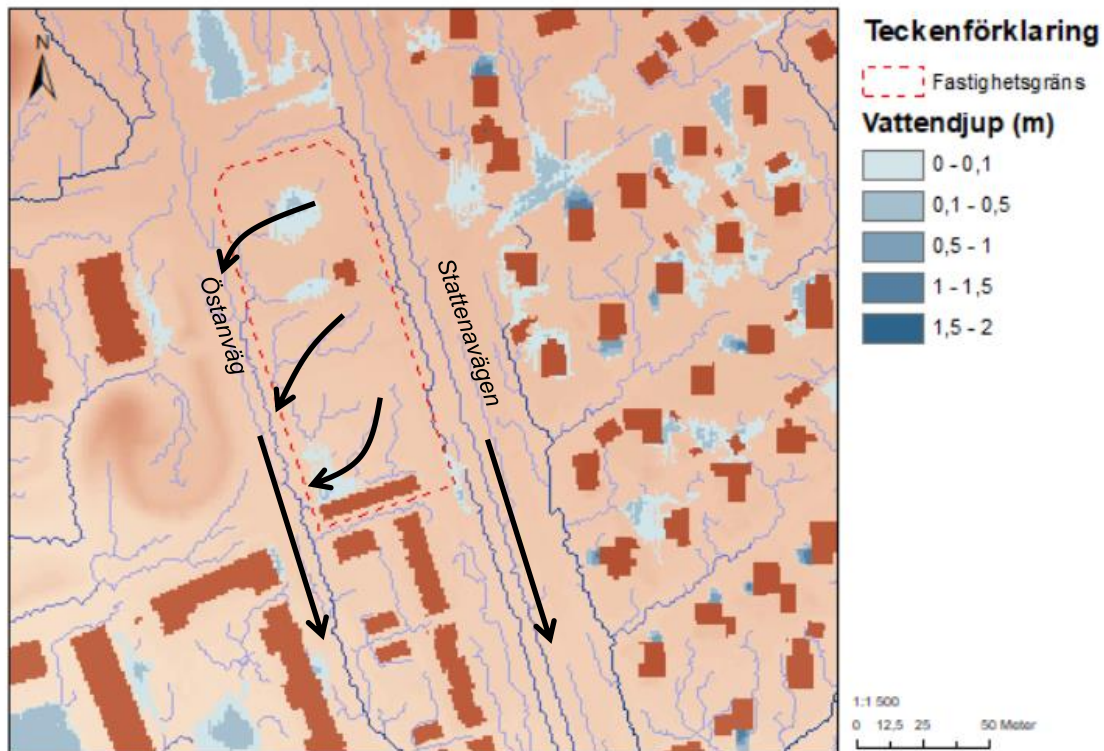 N
Östanväg
Stattenavägen
Teckenförklaring
Fastighetsgräns
Vattendjup (m)
0 - 0,1
0,1 - 0,5
0,5 - 1
1 - 1,5
1,5 - 2
1:1 500
0 12,5 25 50 Meter